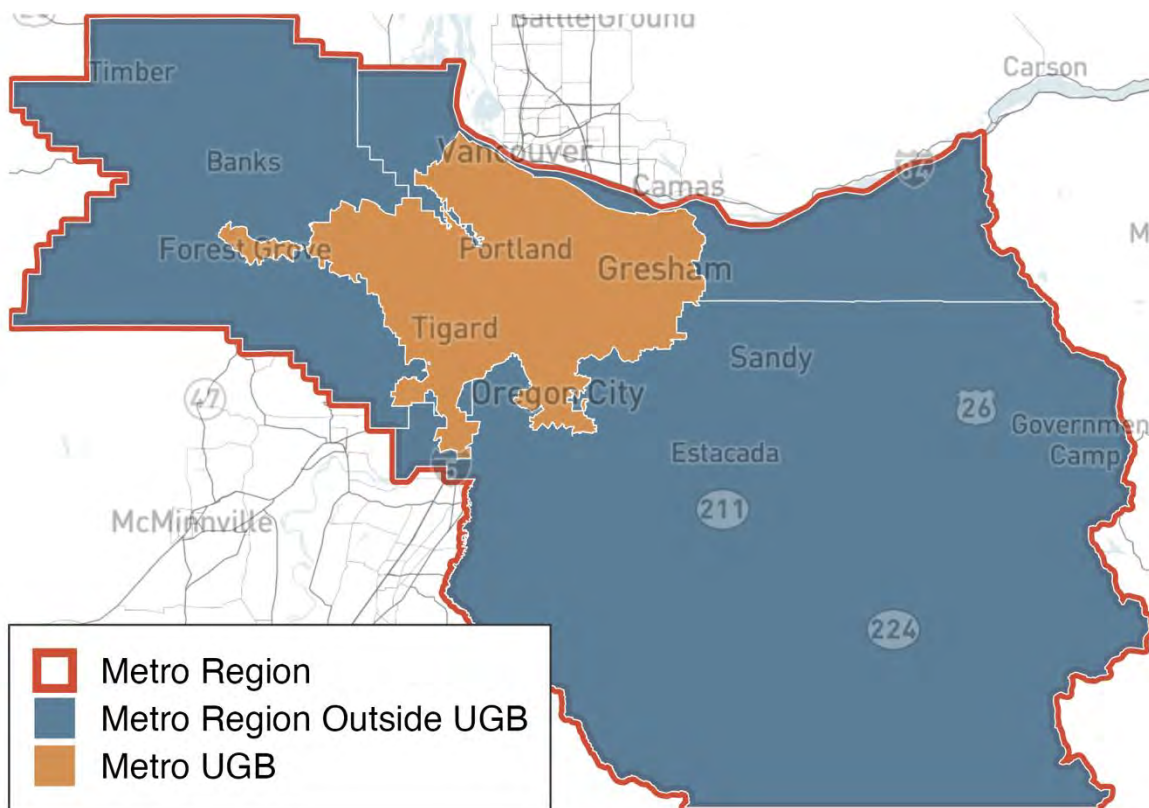 Battle Ground
Timber
Carson
Banks
Vancouver
84
Camas
Forest Grove
Portland
Gresham
Tigard
Sandy
47
Oregon City
26
Government
Camp
Estacada
5
211
McMinnville
224
Metro Region
Metro Region Outside UGB
Metro UGB